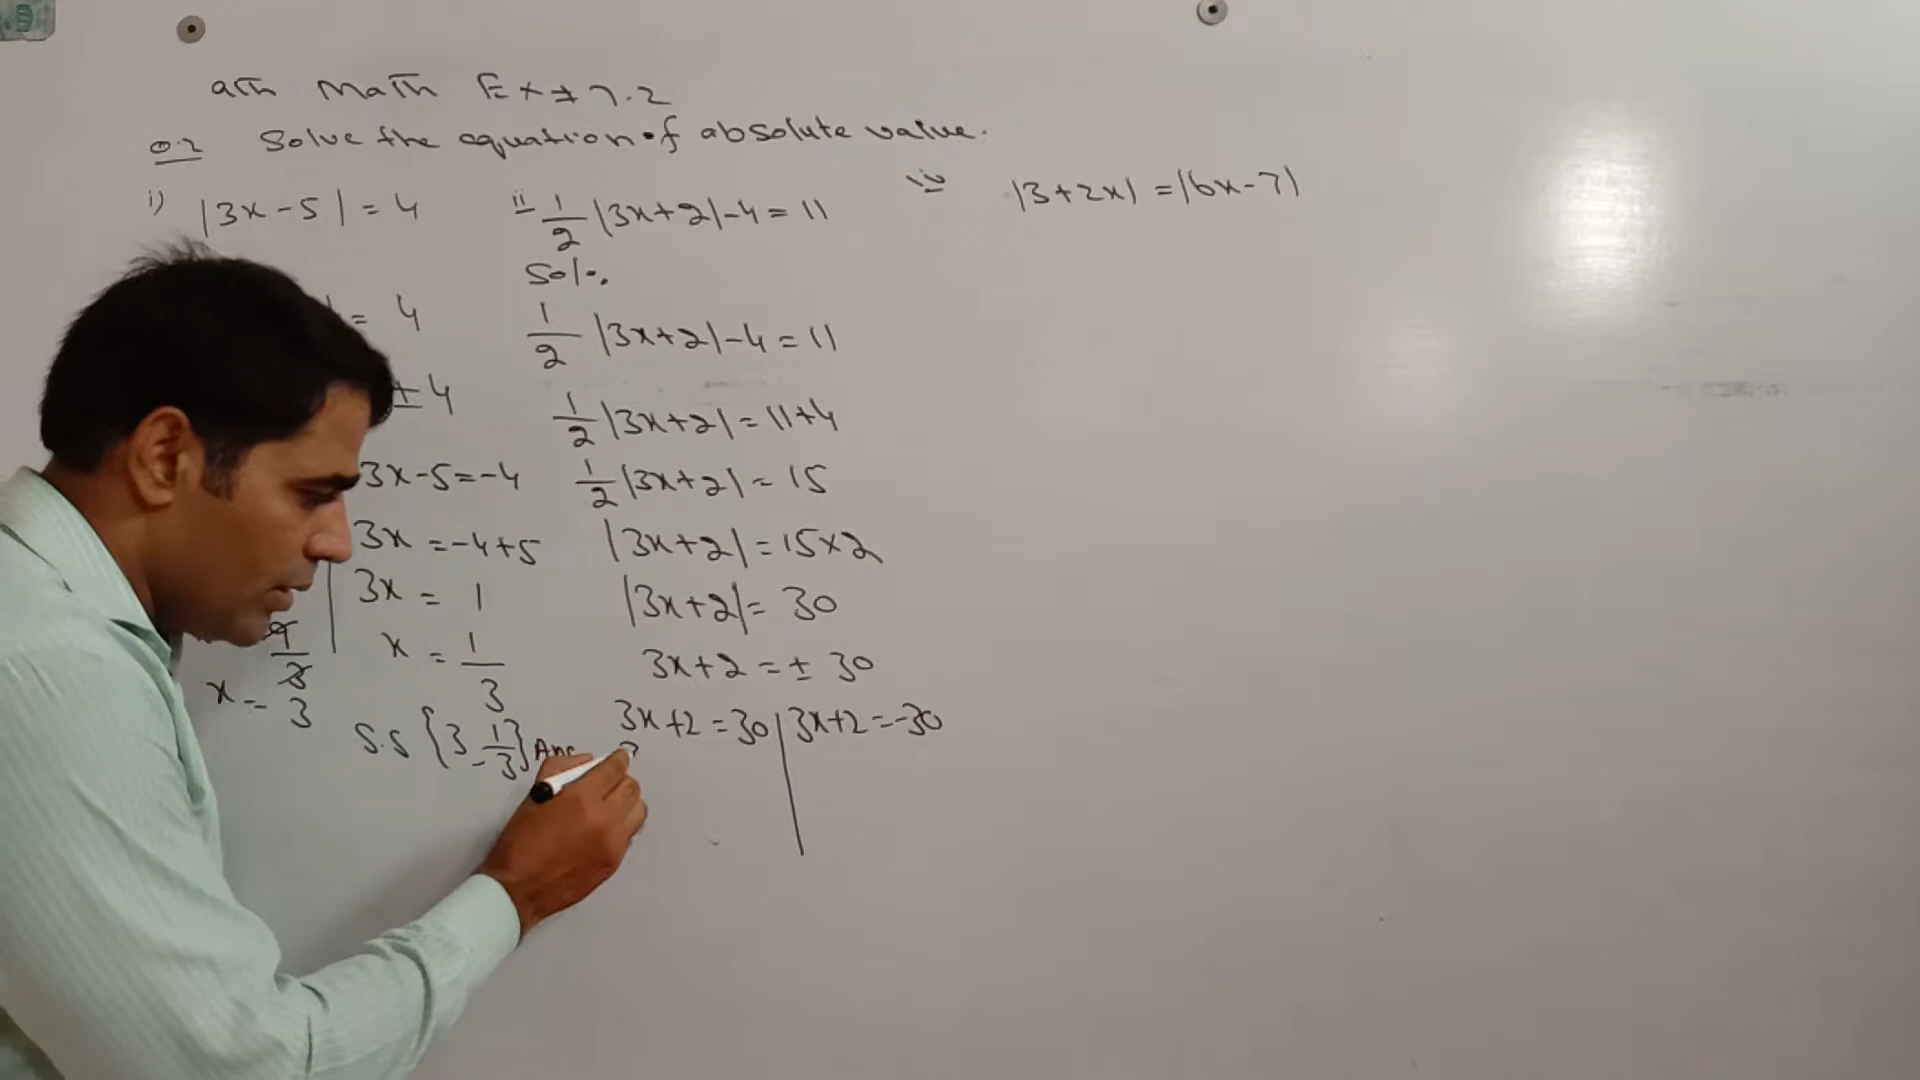 9th Math Ex # 7.2
Q.2 Solve the equation of absolute value.
i) |3x-5| = 4
= 4
±4
3x-5=-4
3x =-4+5
3x = 1
x = 1/3
9/3
x = 3
S.S {3, 1/3} Ans
ii 1/2 |3x+2|-4=11
Sol:.
1/2 |3x+2|-4=11
1/2 |3x+2|=11+4
1/2 |3x+2|=15
|3x+2|=15×2
|3x+2|=30
3x+2=±30
3x+2=30 | 3x+2=-30
iv |3+2x|=|6x-7|